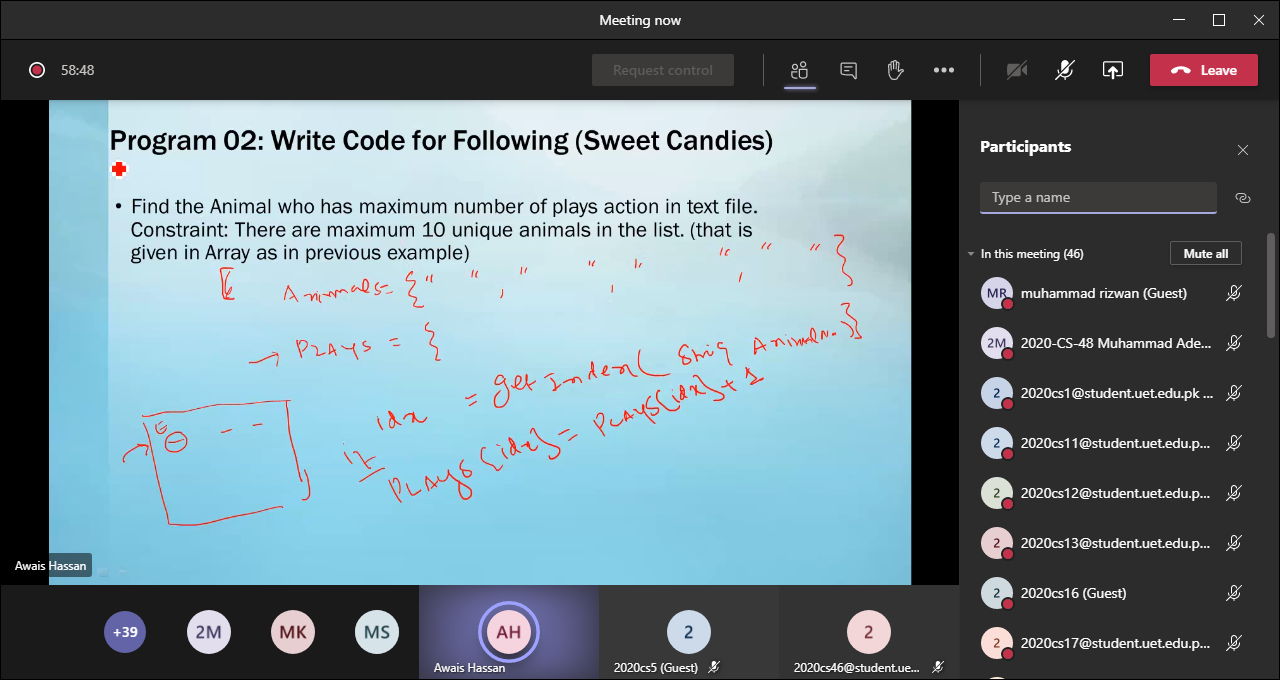 Meeting now
58:48
Request control
Leave
Program 02: Write Code for Following (Sweet Candies)
• Find the Animal who has maximum number of plays action in text file.
Constraint: There are maximum 10 unique animals in the list. (that is
given in Array as in previous example)
Animals= { " " , " " , " " , " " }
→ PLAYS = { }
idx = getIndex( String Animaln.
if
PLAYS [idx] = PLAYS[idx] + 1
Awais Hassan
+39
2M
MK
MS
AH
Awais Hassan
2
2020cs5 (Guest)
2
2020cs46@student.ue...
Participants
Type a name
In this meeting (46)
Mute all
MR
muhammad rizwan (Guest)
2M
2020-CS-48 Muhammad Ade...
2
2020cs1@student.uet.edu.pk ...
2
2020cs11@student.uet.edu.p...
2
2020cs12@student.uet.edu.p...
2
2020cs13@student.uet.edu.p...
2
2020cs16 (Guest)
2
2020cs17@student.uet.edu.p...